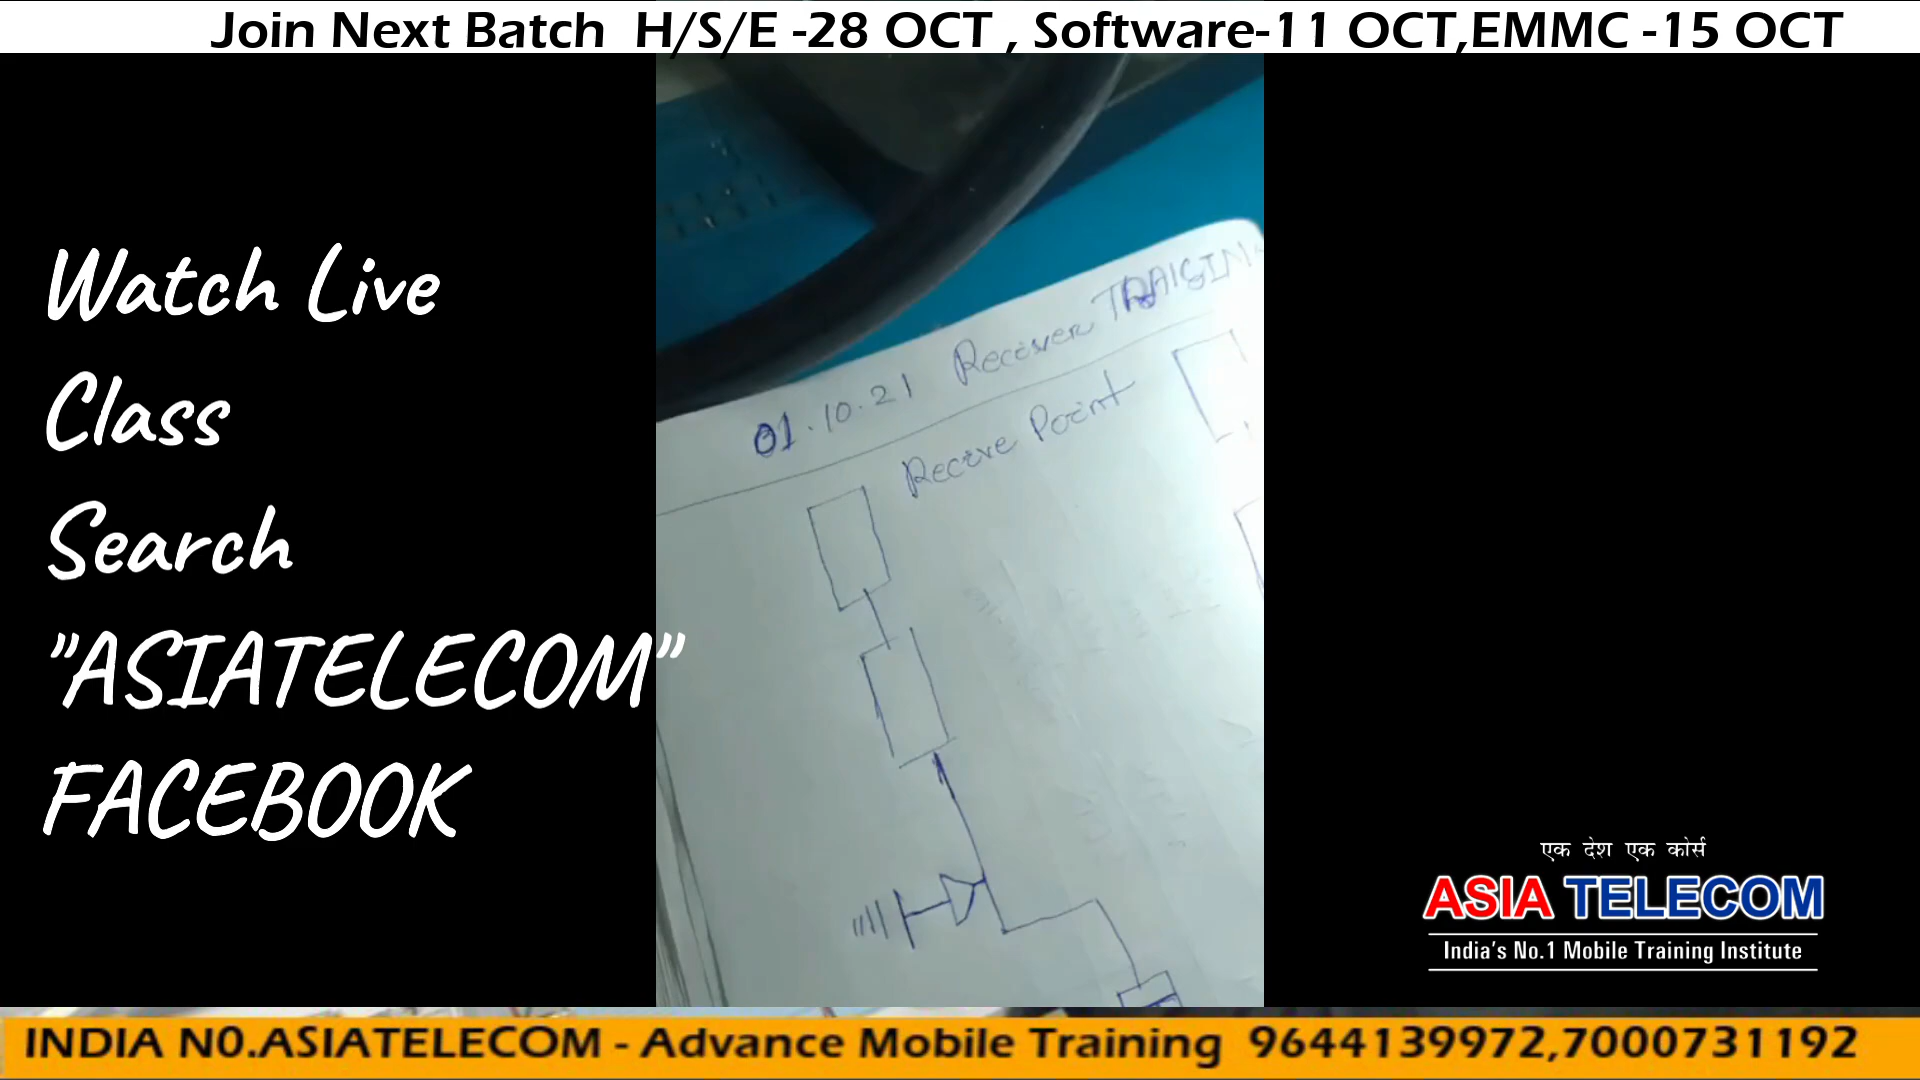 Join Next Batch H/S/E -28 OCT , Software-11 OCT,EMMC -15 OCT
Watch Live
Class
Search
"ASIATELECOM"
FACEBOOK
01.10.21 Recever
Recive Point
एक देश एक कोर्स
ASIA TELECOM
India's No.1 Mobile Training Institute
INDIA N0.ASIATELECOM - Advance Mobile Training 9644139972,7000731192